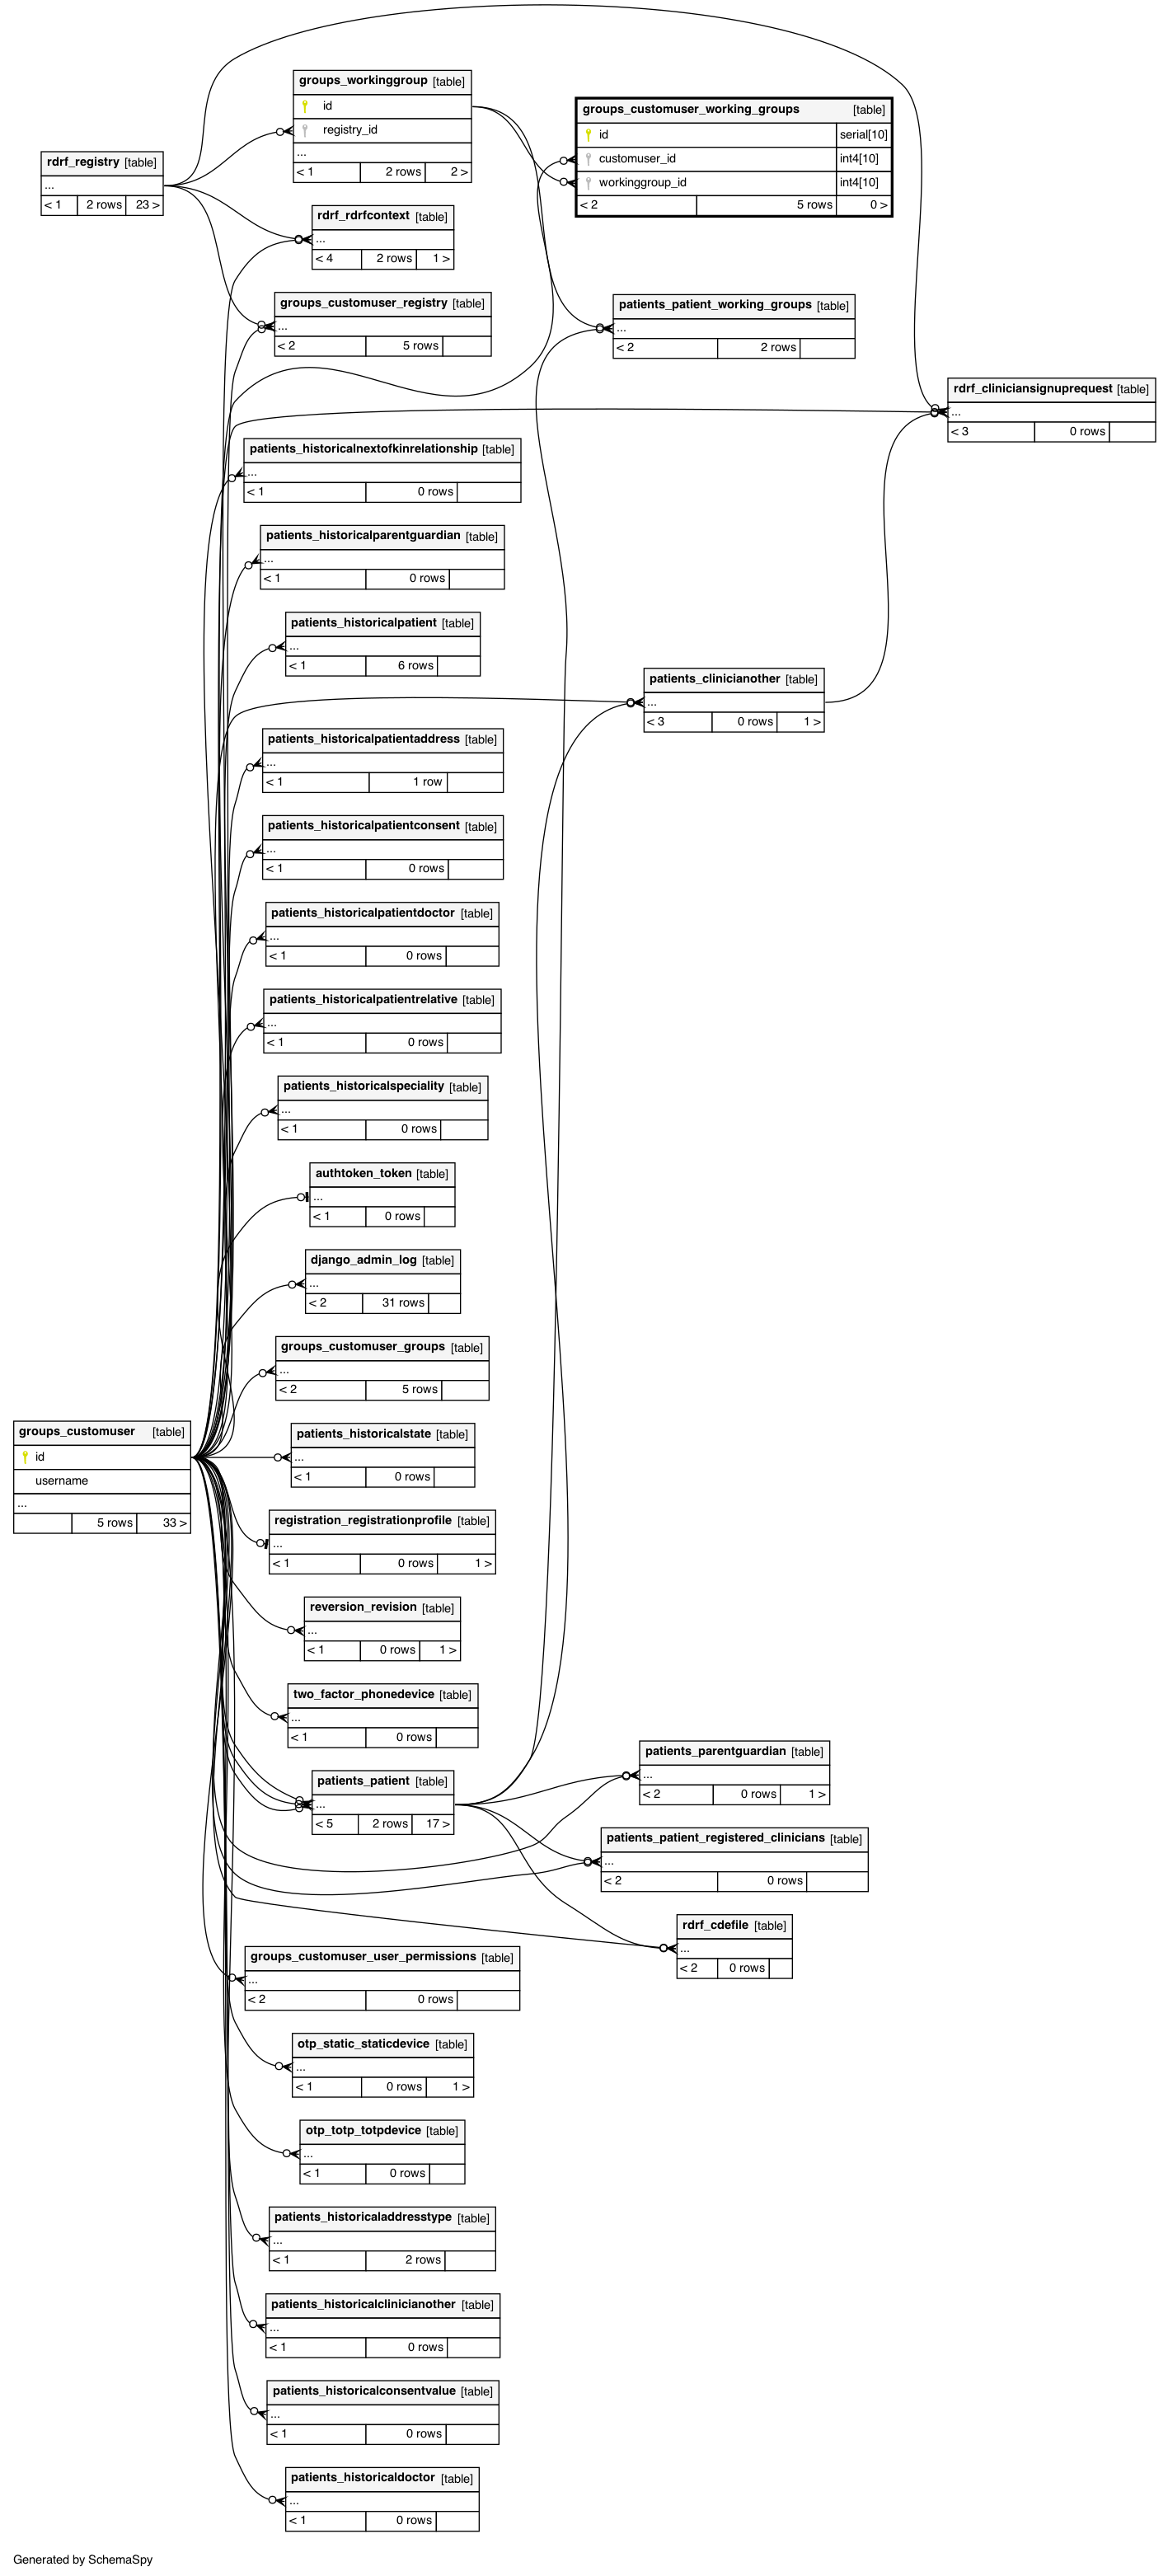 groups_workinggroup [table]
id
registry_id
...
< 1 2 rows 2 >
groups_customuser_working_groups [table]
id serial[10]
customuser_id int4[10]
workinggroup_id int4[10]
< 2 5 rows 0 >
rdrf_registry [table]
...
< 1 2 rows 23 >
rdrf_rdrfcontext [table]
...
< 4 2 rows 1 >
groups_customuser_registry [table]
...
< 2 5 rows
patients_patient_working_groups [table]
...
< 2 2 rows
rdrf_cliniciansignuprequest [table]
...
< 3 0 rows
patients_historicalnextofkinrelationship [table]
...
< 1 0 rows
patients_historicalparentguardian [table]
...
< 1 0 rows
patients_historicalpatient [table]
...
< 1 6 rows
patients_clinicianother [table]
...
< 3 0 rows 1 >
patients_historicalpatientaddress [table]
...
< 1 1 row
patients_historicalpatientconsent [table]
...
< 1 0 rows
patients_historicalpatientdoctor [table]
...
< 1 0 rows
patients_historicalpatientrelative [table]
...
< 1 0 rows
patients_historicalspeciality [table]
...
< 1 0 rows
authtoken_token [table]
...
< 1 0 rows
django_admin_log [table]
...
< 2 31 rows
groups_customuser_groups [table]
...
< 2 5 rows
groups_customuser [table]
id
username
...
5 rows 33 >
patients_historicalstate [table]
...
< 1 0 rows
registration_registrationprofile [table]
...
< 1 0 rows 1 >
reversion_revision [table]
...
< 1 0 rows 1 >
two_factor_phonedevice [table]
...
< 1 0 rows
patients_patient [table]
...
< 5 2 rows 17 >
patients_parentguardian [table]
...
< 2 0 rows 1 >
patients_patient_registered_clinicians [table]
...
< 2 0 rows
rdrf_cdefile [table]
...
< 2 0 rows
groups_customuser_user_permissions [table]
...
< 2 0 rows
otp_static_staticdevice [table]
...
< 1 0 rows 1 >
otp_totp_totpdevice [table]
...
< 1 0 rows
patients_historicaladdresstype [table]
...
< 1 2 rows
patients_historicalclinicianother [table]
...
< 1 0 rows
patients_historicalconsentvalue [table]
...
< 1 0 rows
patients_historicaldoctor [table]
...
< 1 0 rows
Generated by SchemaSpy